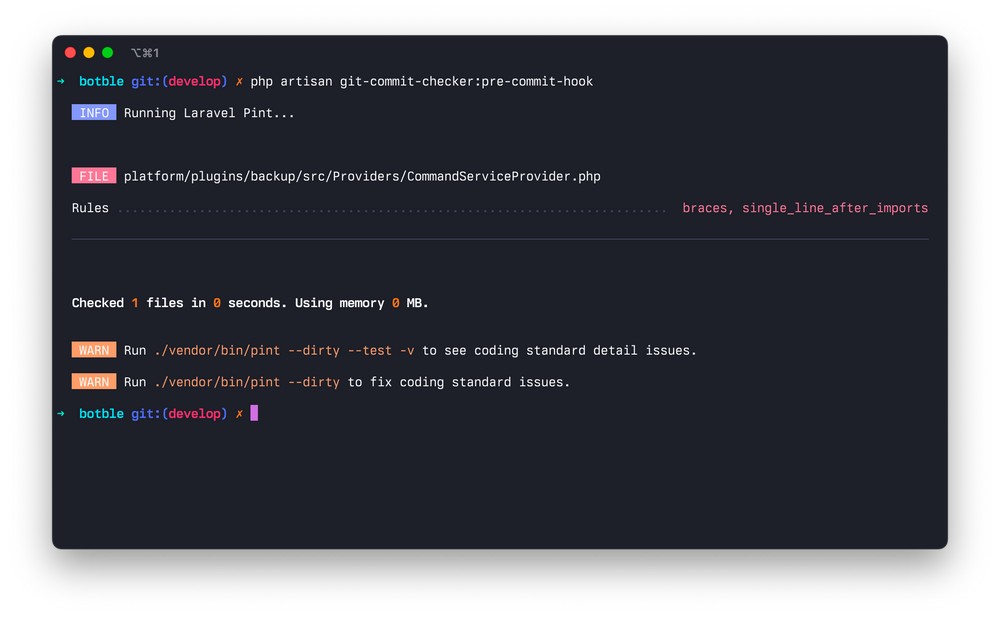 ⌥⌘1
➜ botble git:(develop) ✗ php artisan git-commit-checker:pre-commit-hook
INFO Running Laravel Pint...
FILE platform/plugins/backup/src/Providers/CommandServiceProvider.php
Rules .......................................................................... braces, single_line_after_imports
Checked 1 files in 0 seconds. Using memory 0 MB.
WARN Run ./vendor/bin/pint --dirty --test -v to see coding standard detail issues.
WARN Run ./vendor/bin/pint --dirty to fix coding standard issues.
➜ botble git:(develop) ✗